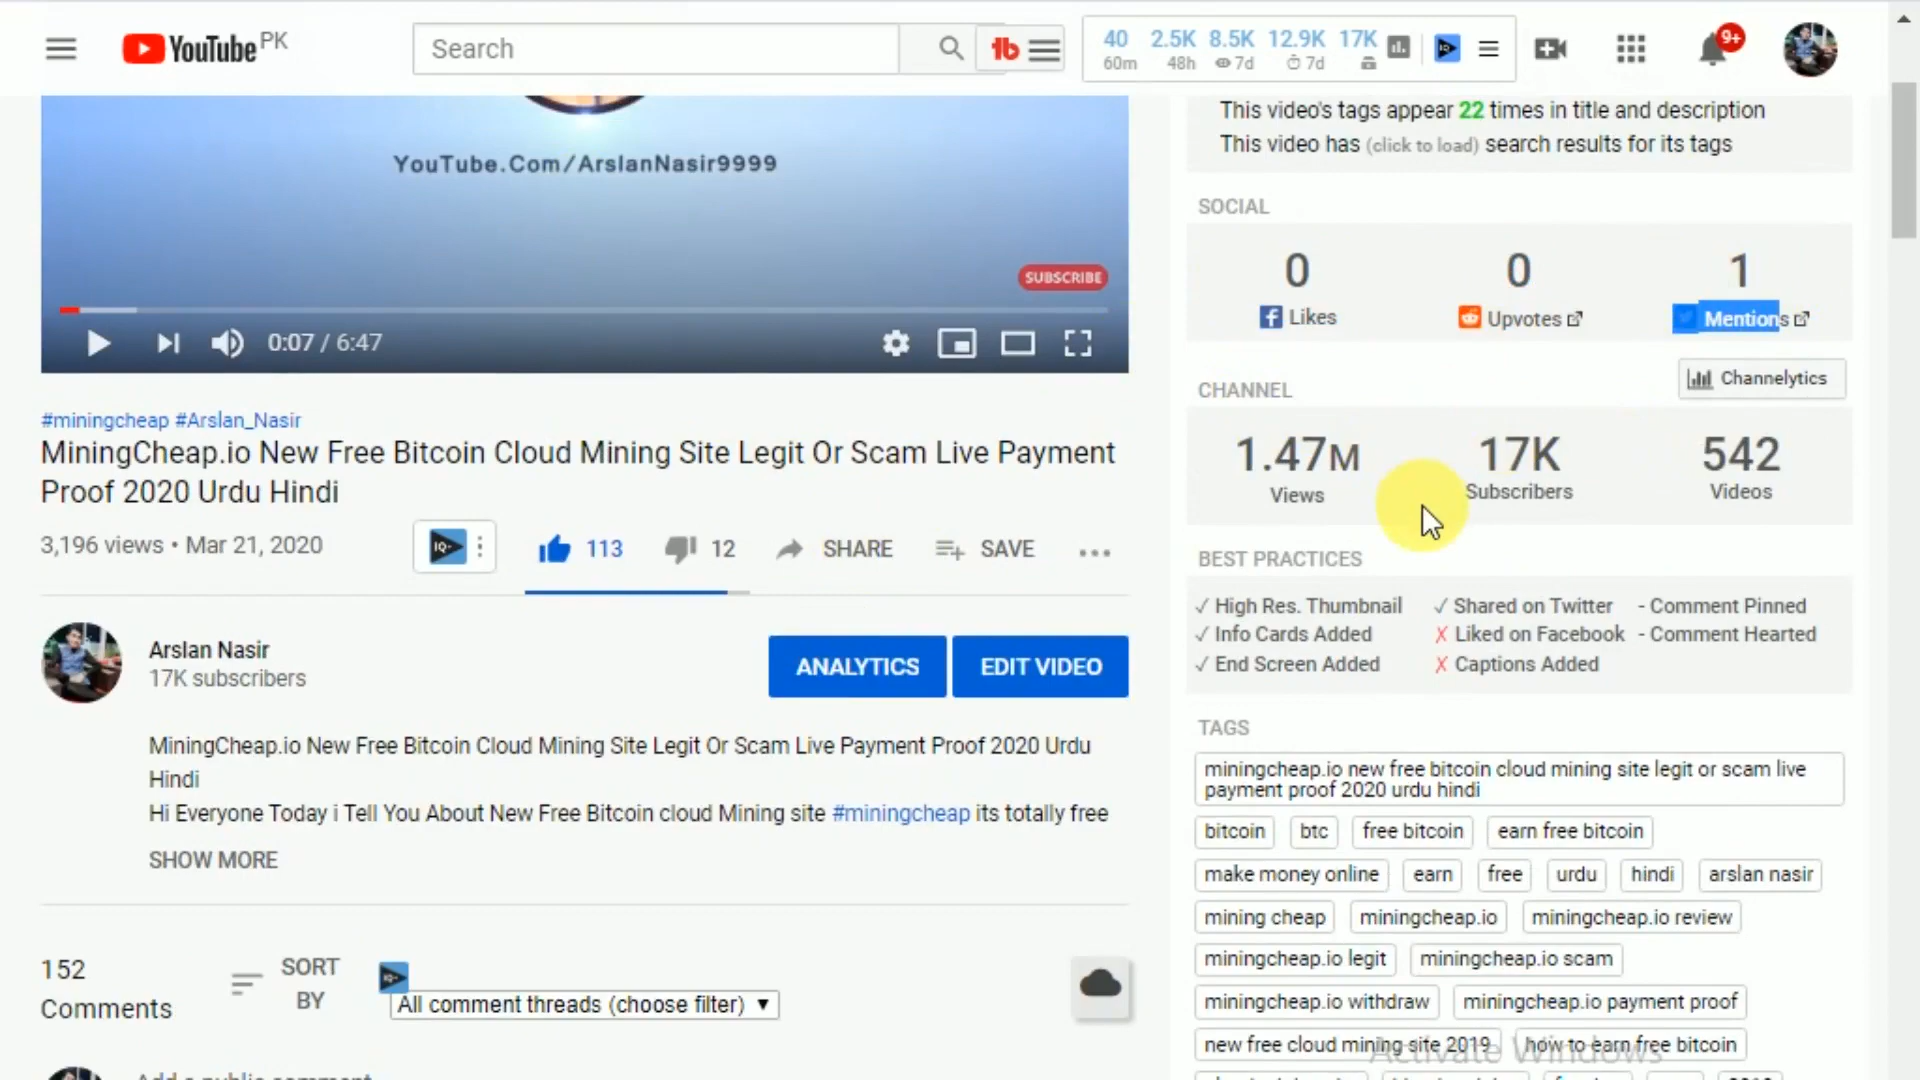 YouTube PK
Search
40 2.5K 8.5K 12.9K 17K
60m 48h 7d 7d
9+
YouTube.Com/ArslanNasir9999
SUBSCRIBE
0:07 / 6:47
#miningcheap #Arslan_Nasir
MiningCheap.io New Free Bitcoin Cloud Mining Site Legit Or Scam Live Payment
Proof 2020 Urdu Hindi
3,196 views • Mar 21, 2020
IQ
113 12 SHARE SAVE
Arslan Nasir
17K subscribers
ANALYTICS EDIT VIDEO
MiningCheap.io New Free Bitcoin Cloud Mining Site Legit Or Scam Live Payment Proof 2020 Urdu
Hindi
Hi Everyone Today i Tell You About New Free Bitcoin cloud Mining site #miningcheap its totally free
SHOW MORE
152
Comments
SORT
BY
All comment threads (choose filter)
This video's tags appear 22 times in title and description
This video has (click to load) search results for its tags
SOCIAL
0 0 1
Likes Upvotes Mentions
CHANNEL
Channelytics
1.47M 17K 542
Views Subscribers Videos
BEST PRACTICES
✓ High Res. Thumbnail ✓ Shared on Twitter - Comment Pinned
✓ Info Cards Added ✗ Liked on Facebook - Comment Hearted
✓ End Screen Added ✗ Captions Added
TAGS
miningcheap.io new free bitcoin cloud mining site legit or scam live
payment proof 2020 urdu hindi
bitcoin btc free bitcoin earn free bitcoin
make money online earn free urdu hindi arslan nasir
mining cheap miningcheap.io miningcheap.io review
miningcheap.io legit miningcheap.io scam
miningcheap.io withdraw miningcheap.io payment proof
new free cloud mining site 2019 how to earn free bitcoin
Activate Windows